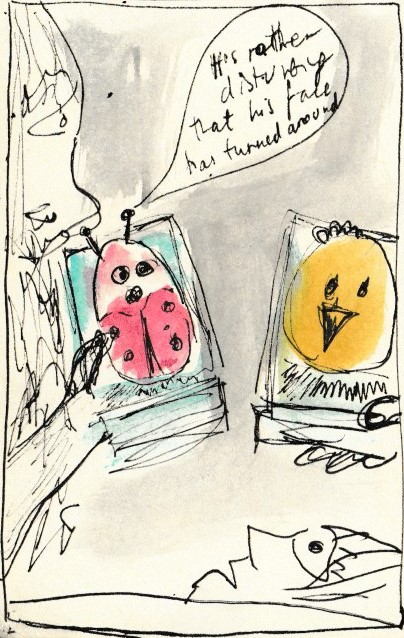 It's rather
disturbing
that his face
has turned around